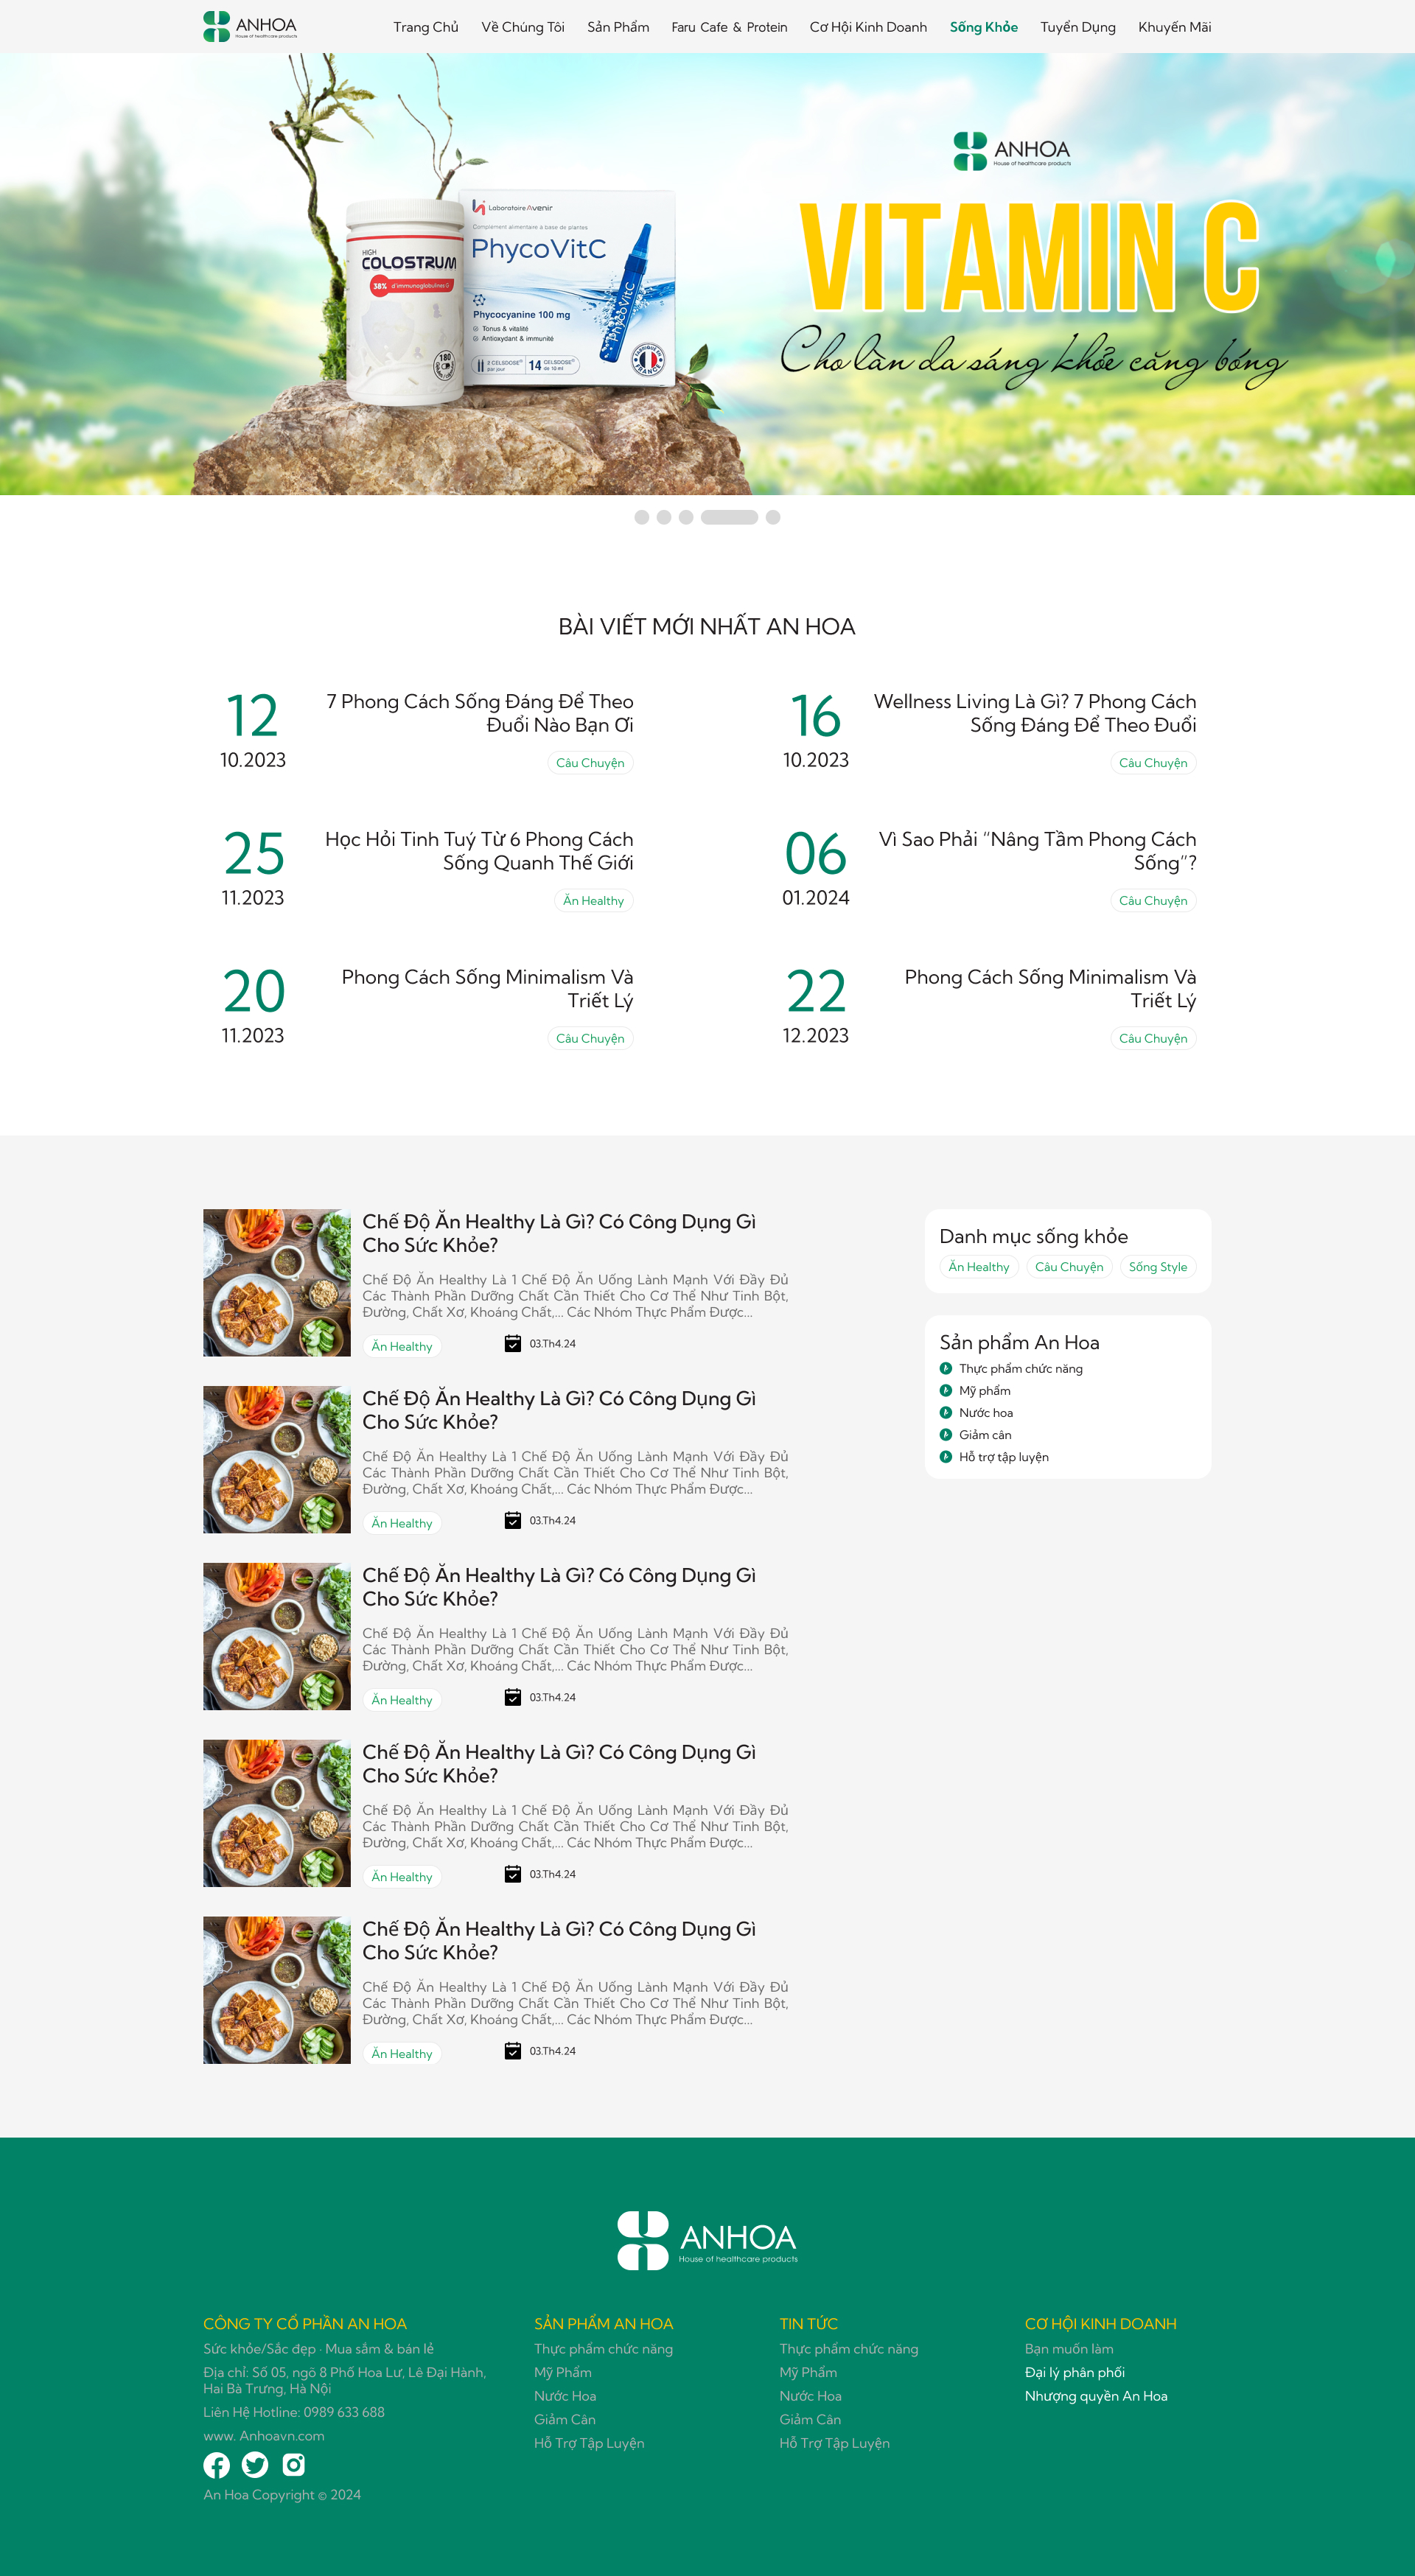 ANHOA
House of healthcare products
Trang Chủ Về Chúng Tôi Sản Phẩm Faru Cafe & Protein Cơ Hội Kinh Doanh Sống Khỏe Tuyển Dụng Khuyến Mãi
ANHOA
House of healthcare products
VITAMIN C
Cho làn da sáng khỏe căng bóng
HIGH
COLOSTRUM
38% d'immunoglobulines G
180
Laboratoire Avenir
Complément alimentaire à base de plantes
PhycoVitC
Phycocyanine 100 mg
Tonus & vitalité
Antioxydant & immunité
2 CELSDOSE® par jour
14 CELSDOSES® de 10 ml
PhycoVitC
FABRIQUÉ EN FRANCE
BÀI VIẾT MỚI NHẤT AN HOA
12
10.2023
7 Phong Cách Sống Đáng Để Theo
Đuổi Nào Bạn Ơi
Câu Chuyện
16
10.2023
Wellness Living Là Gì? 7 Phong Cách
Sống Đáng Để Theo Đuổi
Câu Chuyện
25
11.2023
Học Hỏi Tinh Tuý Từ 6 Phong Cách
Sống Quanh Thế Giới
Ăn Healthy
06
01.2024
Vì Sao Phải “Nâng Tầm Phong Cách
Sống”?
Câu Chuyện
20
11.2023
Phong Cách Sống Minimalism Và
Triết Lý
Câu Chuyện
22
12.2023
Phong Cách Sống Minimalism Và
Triết Lý
Câu Chuyện
Chế Độ Ăn Healthy Là Gì? Có Công Dụng Gì
Cho Sức Khỏe?
Chế Độ Ăn Healthy Là 1 Chế Độ Ăn Uống Lành Mạnh Với Đầy Đủ
Các Thành Phần Dưỡng Chất Cần Thiết Cho Cơ Thể Như Tinh Bột,
Đường, Chất Xơ, Khoáng Chất,... Các Nhóm Thực Phẩm Được...
Ăn Healthy
03.Th4.24
Chế Độ Ăn Healthy Là Gì? Có Công Dụng Gì
Cho Sức Khỏe?
Chế Độ Ăn Healthy Là 1 Chế Độ Ăn Uống Lành Mạnh Với Đầy Đủ
Các Thành Phần Dưỡng Chất Cần Thiết Cho Cơ Thể Như Tinh Bột,
Đường, Chất Xơ, Khoáng Chất,... Các Nhóm Thực Phẩm Được...
Ăn Healthy
03.Th4.24
Chế Độ Ăn Healthy Là Gì? Có Công Dụng Gì
Cho Sức Khỏe?
Chế Độ Ăn Healthy Là 1 Chế Độ Ăn Uống Lành Mạnh Với Đầy Đủ
Các Thành Phần Dưỡng Chất Cần Thiết Cho Cơ Thể Như Tinh Bột,
Đường, Chất Xơ, Khoáng Chất,... Các Nhóm Thực Phẩm Được...
Ăn Healthy
03.Th4.24
Chế Độ Ăn Healthy Là Gì? Có Công Dụng Gì
Cho Sức Khỏe?
Chế Độ Ăn Healthy Là 1 Chế Độ Ăn Uống Lành Mạnh Với Đầy Đủ
Các Thành Phần Dưỡng Chất Cần Thiết Cho Cơ Thể Như Tinh Bột,
Đường, Chất Xơ, Khoáng Chất,... Các Nhóm Thực Phẩm Được...
Ăn Healthy
03.Th4.24
Chế Độ Ăn Healthy Là Gì? Có Công Dụng Gì
Cho Sức Khỏe?
Chế Độ Ăn Healthy Là 1 Chế Độ Ăn Uống Lành Mạnh Với Đầy Đủ
Các Thành Phần Dưỡng Chất Cần Thiết Cho Cơ Thể Như Tinh Bột,
Đường, Chất Xơ, Khoáng Chất,... Các Nhóm Thực Phẩm Được...
Ăn Healthy
03.Th4.24
Danh mục sống khỏe
Ăn Healthy Câu Chuyện Sống Style
Sản phẩm An Hoa
Thực phẩm chức năng
Mỹ phẩm
Nước hoa
Giảm cân
Hỗ trợ tập luyện
ANHOA
House of healthcare products
CÔNG TY CỔ PHẦN AN HOA
Sức khỏe/Sắc đẹp · Mua sắm & bán lẻ
Địa chỉ: Số 05, ngõ 8 Phố Hoa Lư, Lê Đại Hành,
Hai Bà Trưng, Hà Nội
Liên Hệ Hotline: 0989 633 688
www. Anhoavn.com
An Hoa Copyright © 2024
SẢN PHẨM AN HOA
Thực phẩm chức năng
Mỹ Phẩm
Nước Hoa
Giảm Cân
Hỗ Trợ Tập Luyện
TIN TỨC
Thực phẩm chức năng
Mỹ Phẩm
Nước Hoa
Giảm Cân
Hỗ Trợ Tập Luyện
CƠ HỘI KINH DOANH
Bạn muốn làm
Đại lý phân phối
Nhượng quyền An Hoa